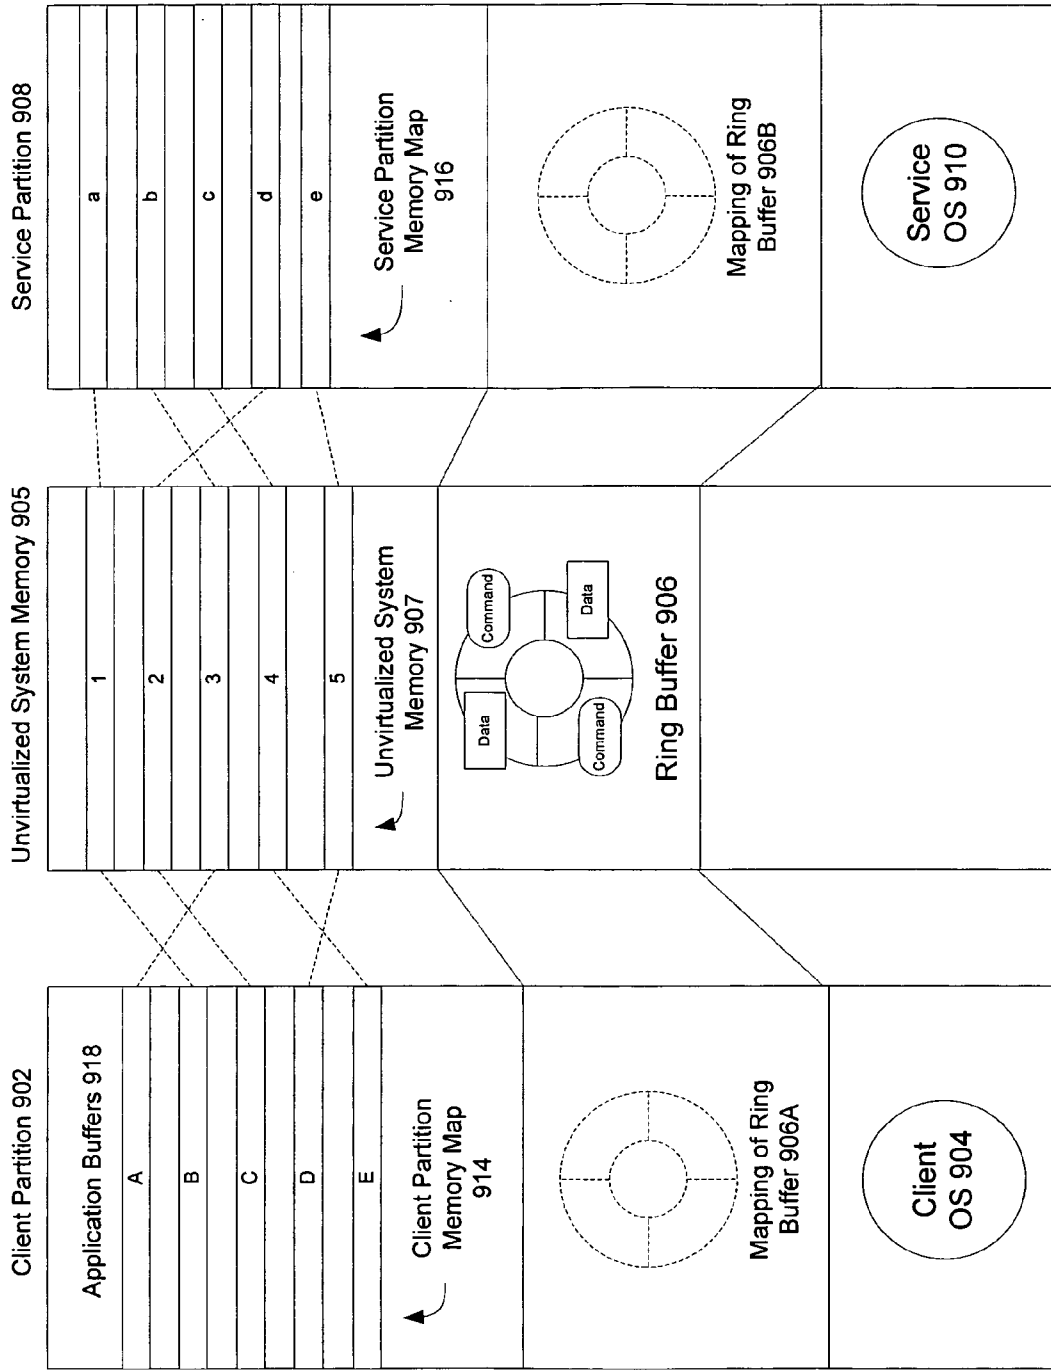 Client Partition 902
Application Buffers 918
A
B
C
D
E
Client Partition
Memory Map
914
Mapping of Ring
Buffer 906A
Client
OS 904
Unvirtualized System Memory 905
1
2
3
4
5
Unvirtualized System
Memory 907
Data
Command
Command
Data
Ring Buffer 906
Service Partition 908
a
b
c
d
e
Service Partition
Memory Map
916
Mapping of Ring
Buffer 906B
Service
OS 910